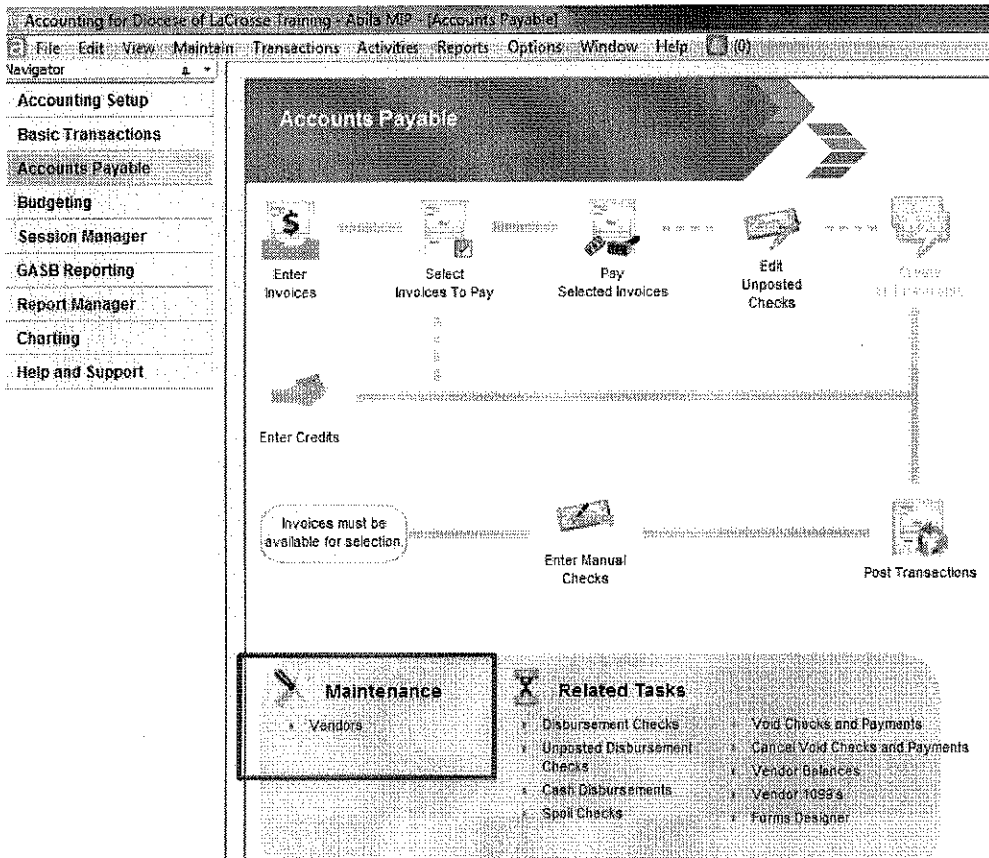 Accounting for Diocese of LaCrosse Training - Abila MIP - [Accounts Payable]
File Edit View Maintain Transactions Activities Reports Options Window Help (0)
Navigator
Accounting Setup
Basic Transactions
Accounts Payable
Budgeting
Session Manager
GASB Reporting
Report Manager
Charting
Help and Support
Accounts Payable
Enter
Invoices
Select
Invoices To Pay
Pay
Selected Invoices
Edit
Unposted
Checks
Enter Credits
Invoices must be
available for selection.
Enter Manual
Checks
Post Transactions
Maintenance
Vendors
Related Tasks
Disbursement Checks
Unposted Disbursement
Checks
Cash Disbursements
Spoil Checks
Void Checks and Payments
Cancel Void Checks and Payments
Vendor Balances
Vendor 1099's
Forms Designer